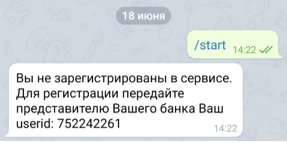 18 июня
/start 14:22
Вы не зарегистрированы в сервисе.
Для регистрации передайте
представителю Вашего банка Ваш
userid: 752242261
14:22